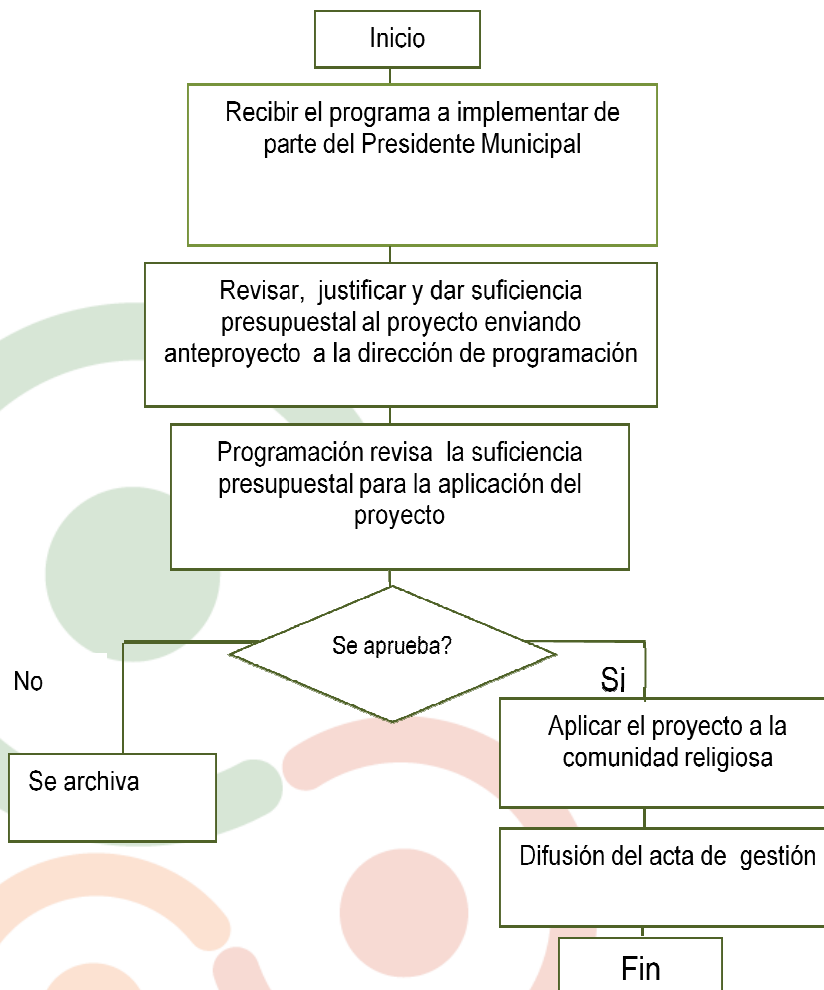 Inicio
Recibir el programa a implementar de
parte del Presidente Municipal
Revisar, justificar y dar suficiencia
presupuestal al proyecto enviando
anteproyecto a la dirección de programación
Programación revisa la suficiencia
presupuestal para la aplicación del
proyecto
Se aprueba?
No
Si
Se archiva
Aplicar el proyecto a la
comunidad religiosa
Difusión del acta de gestión
Fin